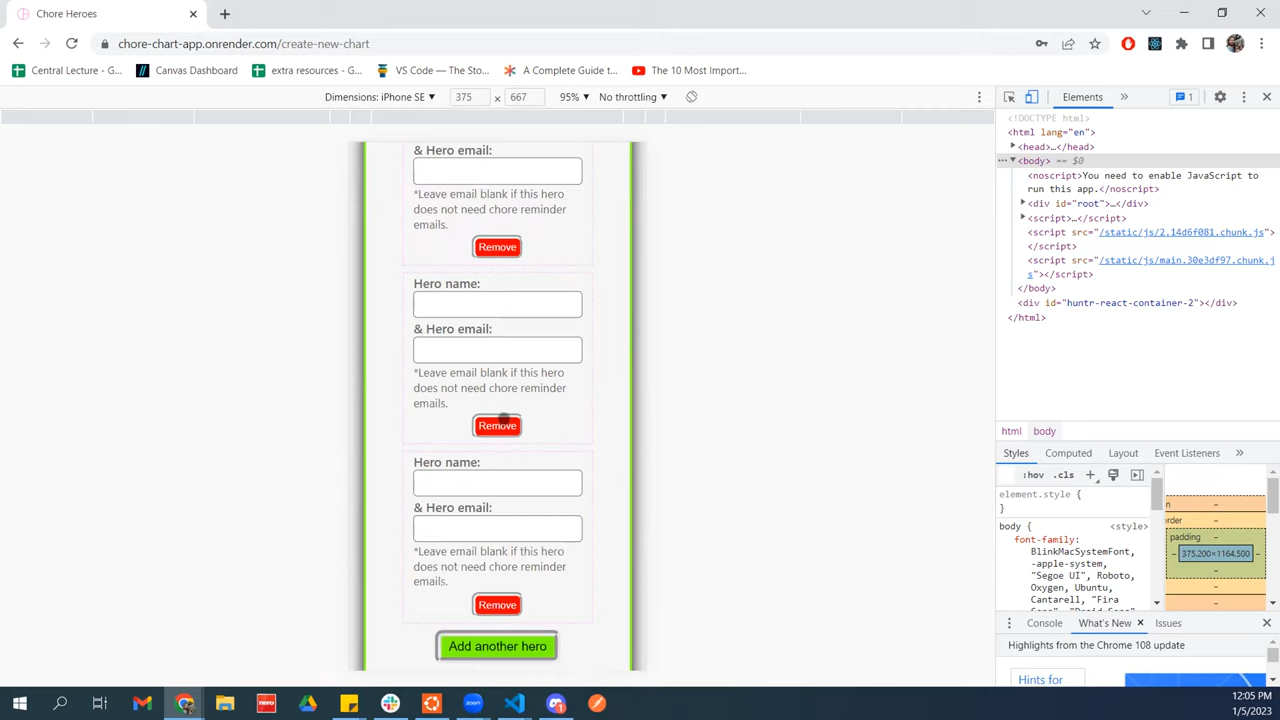 Chore Heroes
chore-chart-app.onrender.com/create-new-chart
Central Lecture - G...
Canvas Dashboard
extra resources - G...
VS Code — The Sto...
A Complete Guide t...
The 10 Most Import...
Dimensions: iPhone SE
375
x
667
95%
No throttling
Elements
1
& Hero email:
*Leave email blank if this hero
does not need chore reminder
emails.
Remove
Hero name:
& Hero email:
*Leave email blank if this hero
does not need chore reminder
emails.
Remove
Hero name:
& Hero email:
*Leave email blank if this hero
does not need chore reminder
emails.
Remove
Add another hero
<!DOCTYPE html>
<html lang="en">
<head>…</head>
<body> == $0
<noscript>You need to enable JavaScript to
run this app.</noscript>
<div id="root">…</div>
<script>…</script>
<script src="/static/js/2.14d6f081.chunk.js">
</script>
<script src="/static/js/main.30e3df97.chunk.j
s"></script>
</body>
<div id="huntr-react-container-2"></div>
</html>
html
body
Styles
Computed
Layout
Event Listeners
:hov
.cls
element.style {
}
body {
<style>
font-family:
BlinkMacSystemFont,
-apple-system,
"Segoe UI", Roboto,
Oxygen, Ubuntu,
Cantarell, "Fira
padding
375.200×1164.500
Console
What's New
Issues
Highlights from the Chrome 108 update
Hints for
12:05 PM
1/5/2023